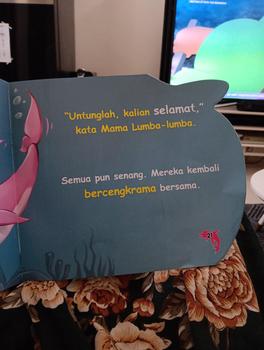 "Untunglah, kalian selamat,"
kata Mama Lumba-lumba.
Semua pun senang. Mereka kembali
bercengkrama bersama.